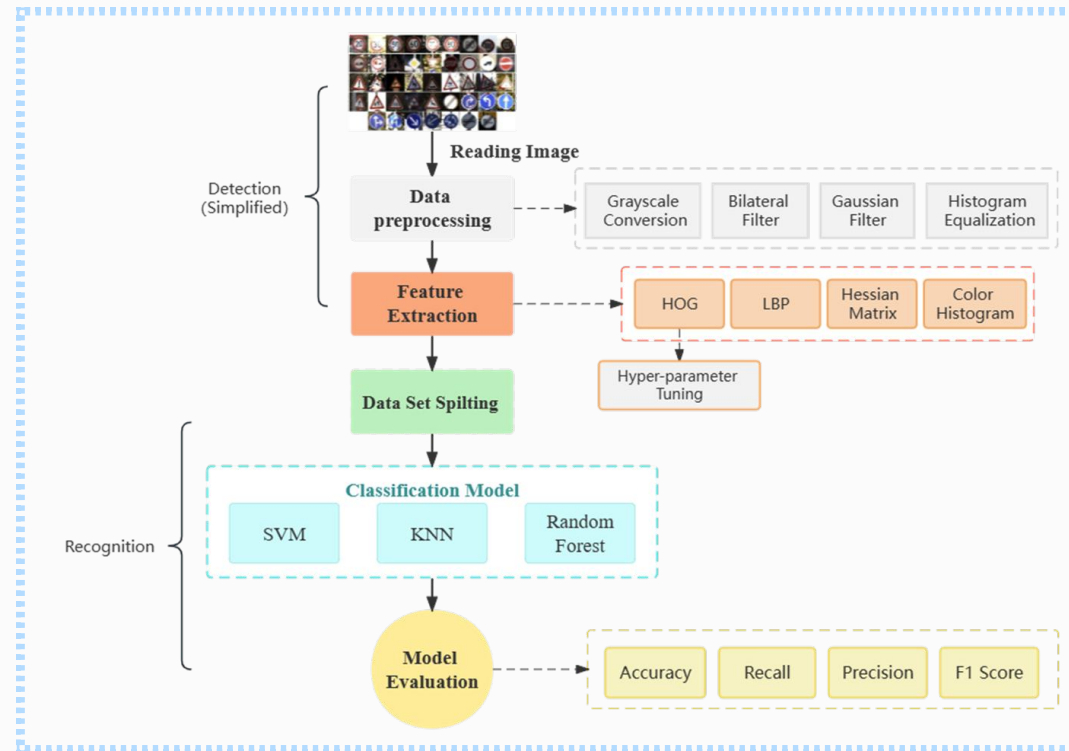 Reading Image
Detection
(Simplified)
Data
preprocessing
Grayscale
Conversion
Bilateral
Filter
Gaussian
Filter
Histogram
Equalization
Feature
Extraction
HOG
LBP
Hessian
Matrix
Color
Histogram
Hyper-parameter
Tuning
Data Set Spilting
Recognition
Classification Model
SVM
KNN
Random
Forest
Model
Evaluation
Accuracy
Recall
Precision
F1 Score